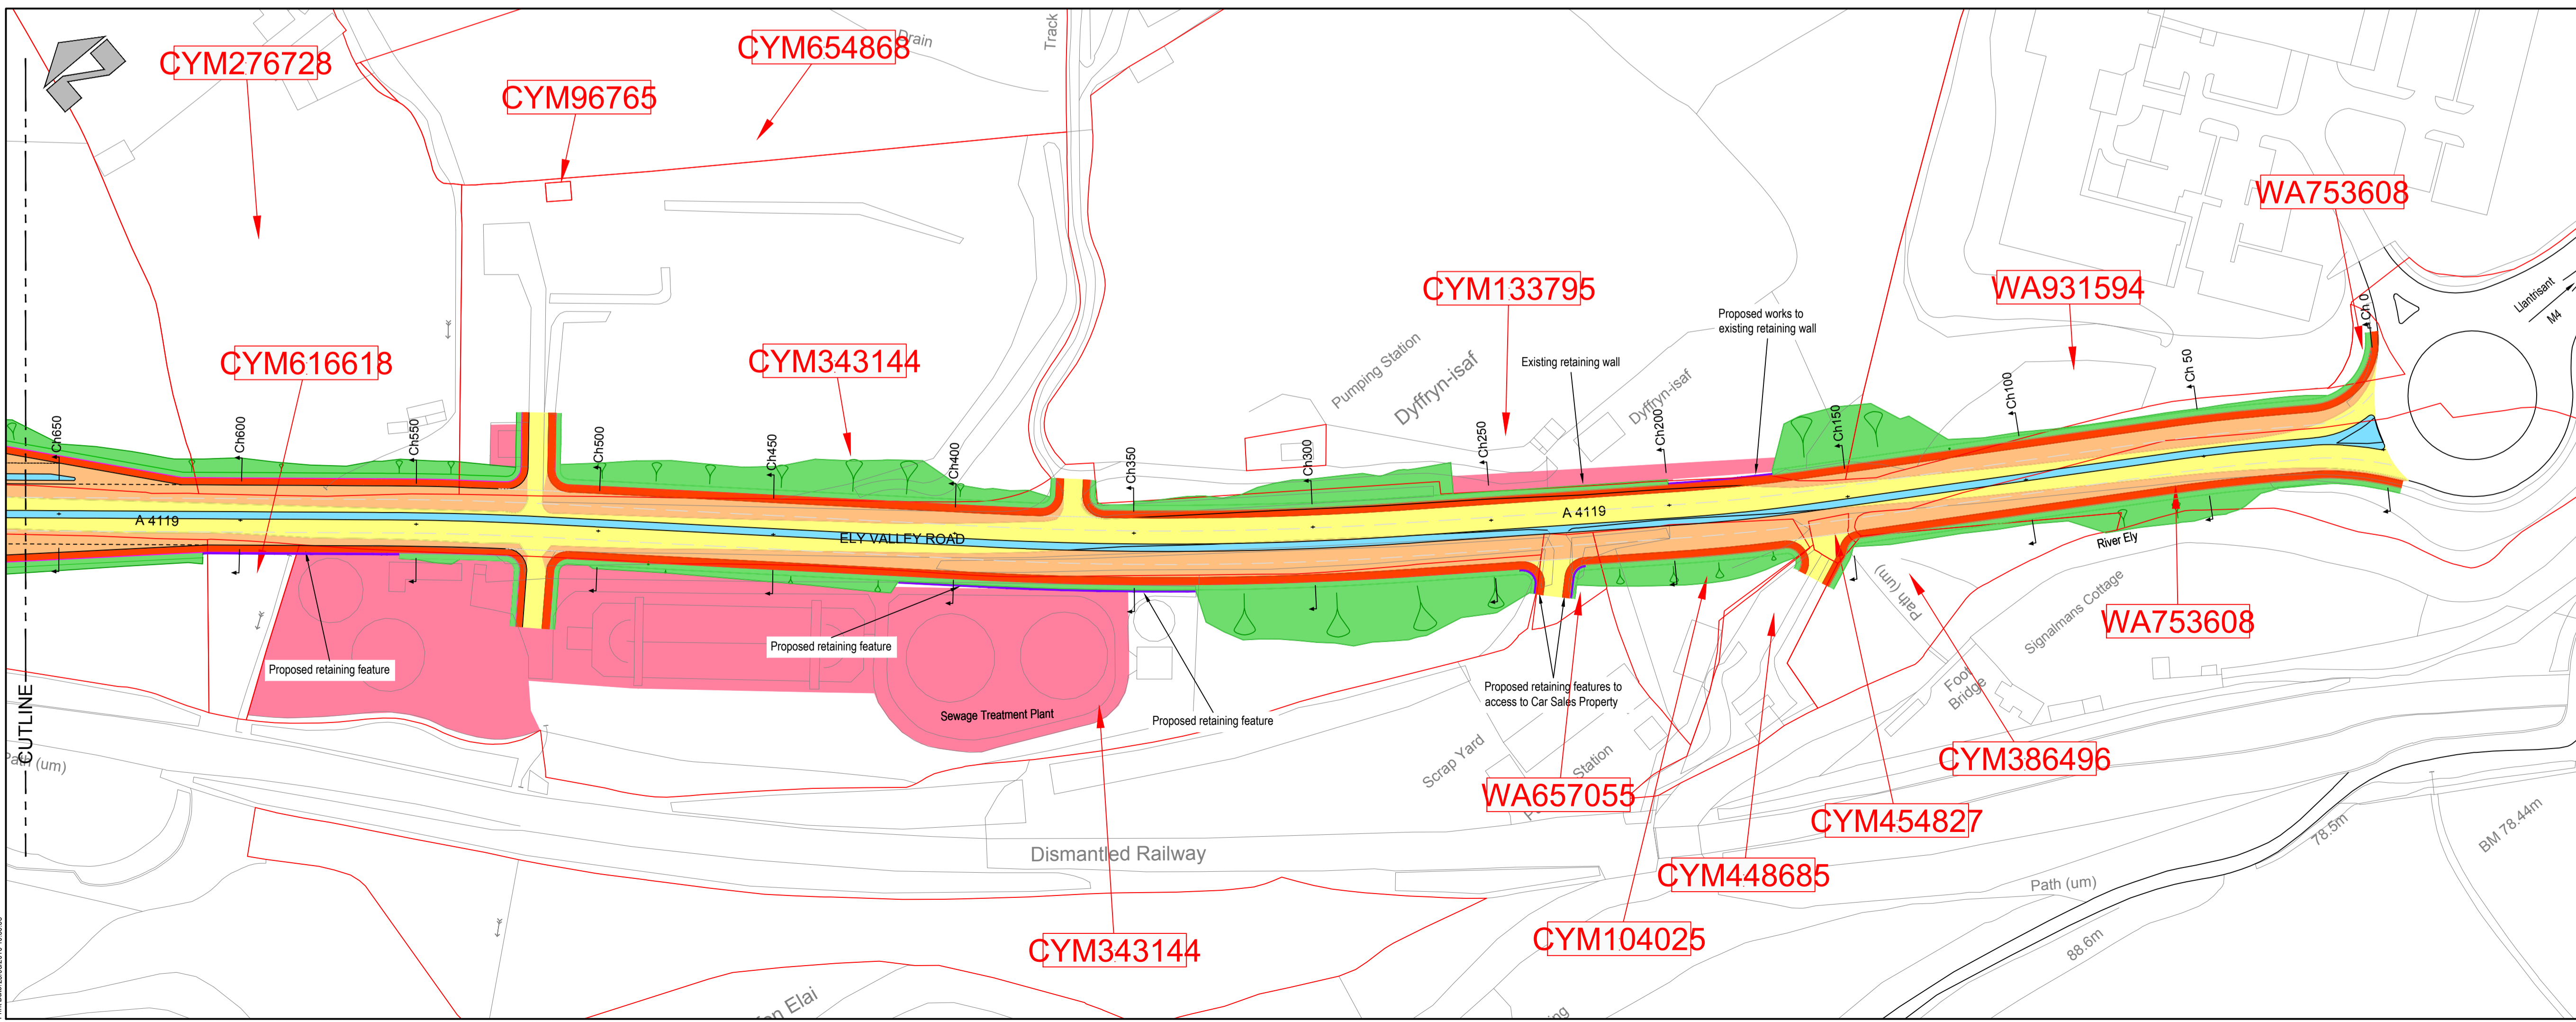 CYM276728
CYM96765
CYM654868
Drain
Track
WA753608
CYM133795
WA931594
Llantrisant
M4
CYM616618
CYM343144
Pumping Station
Dyffryn-isaf
Existing retaining wall
Proposed works to
existing retaining wall
Dyffryn-isaf
Ch650
Ch600
Ch550
Ch500
Ch450
Ch400
Ch350
Ch300
Ch250
Ch200
Ch150
Ch100
Ch 50
Ch 0
A 4119
ELY VALLEY ROAD
A 4119
River Ely
Path (um)
Signalmans Cottage
WA753608
Foot
Bridge
Proposed retaining feature
Proposed retaining feature
Sewage Treatment Plant
Proposed retaining feature
Proposed retaining features to
access to Car Sales Property
Scrap Yard
Station
CUTLINE
Path (um)
WA657055
CYM386496
CYM454827
CYM448685
CYM104025
CYM343144
Dismantled Railway
Path (um)
78.5m
BM 78.44m
88.6m
Elai